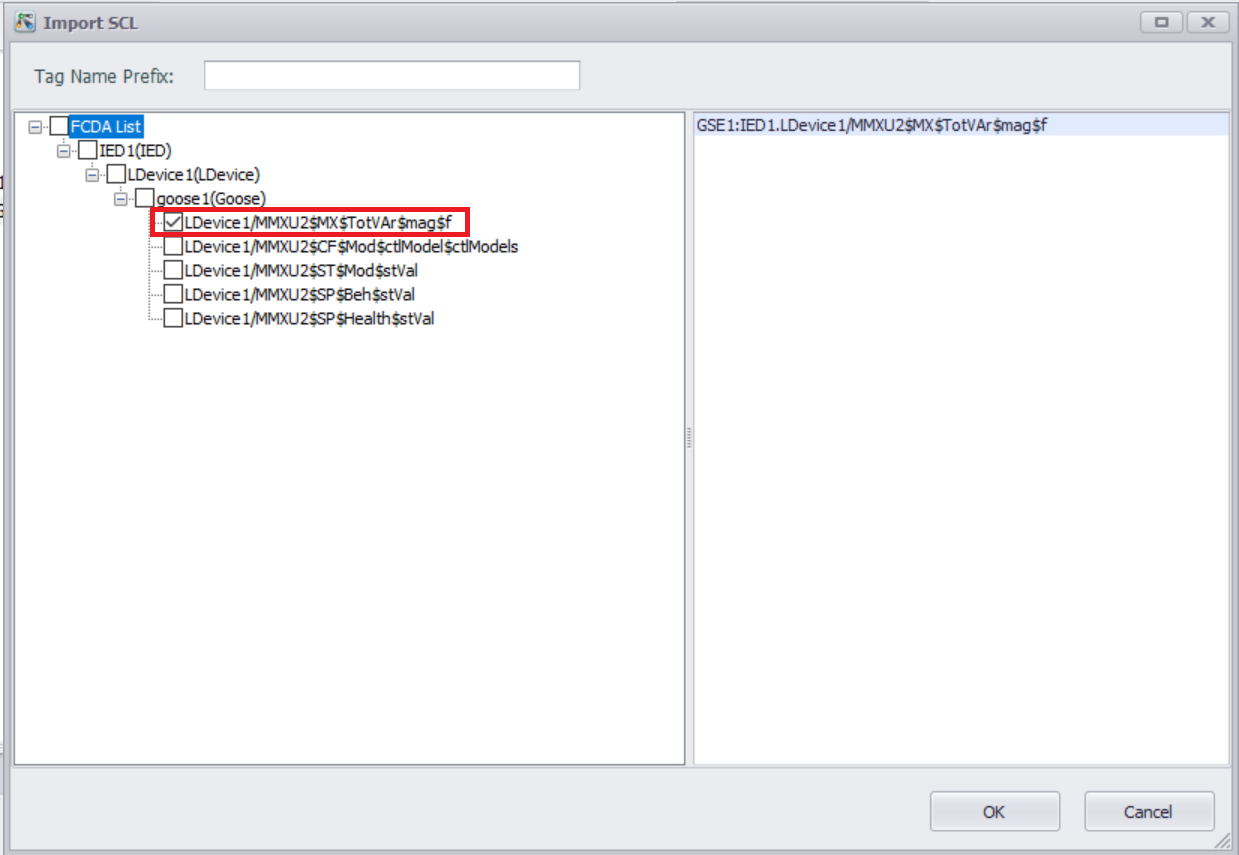 Import SCL
Tag Name Prefix:
FCDA List
IED1(IED)
LDevice1(LDevice)
goose1(Goose)
LDevice1/MMXU2$MX$TotVAr$mag$f
LDevice1/MMXU2$CF$Mod$ctlModel$ctlModels
LDevice1/MMXU2$ST$Mod$stVal
LDevice1/MMXU2$SP$Beh$stVal
LDevice1/MMXU2$SP$Health$stVal
GSE1:IED1.LDevice1/MMXU2$MX$TotVAr$mag$f
OK
Cancel